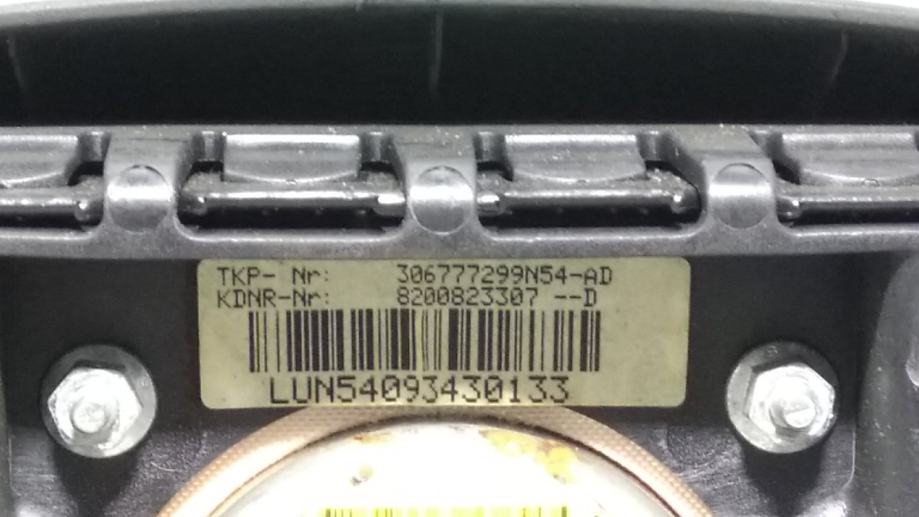 TKP- Nr: 306777299N54-AD
KDNR-Nr: 8200823307 --D
LUN54093430133